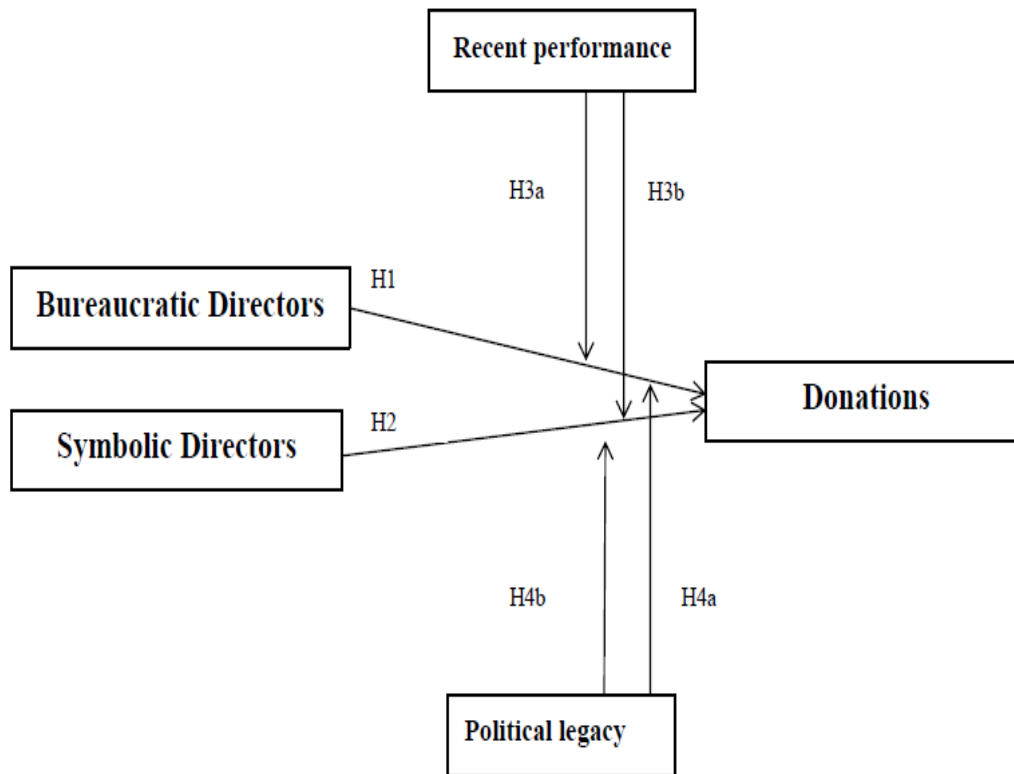 Recent performance
H3a
H3b
H1
Bureaucratic Directors
Donations
H2
Symbolic Directors
H4b
H4a
Political legacy